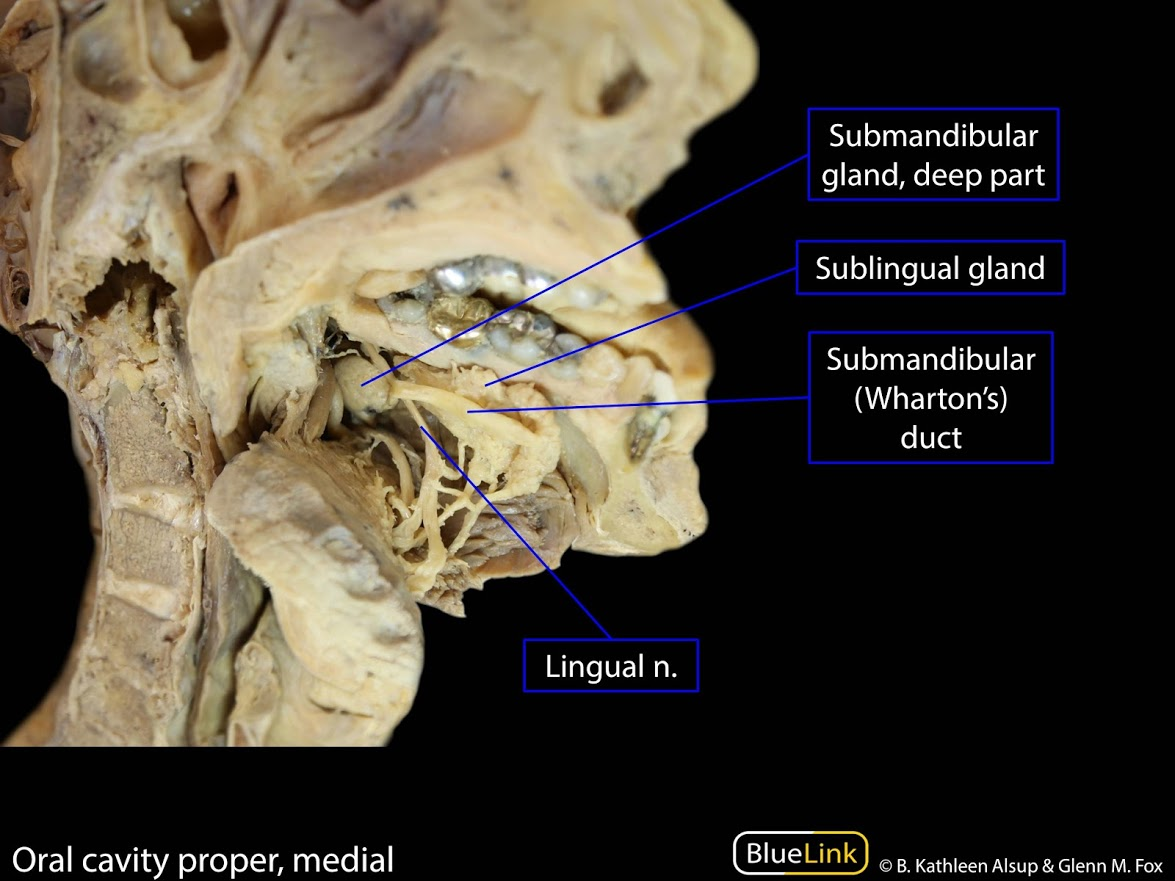 Submandibular
gland, deep part
Sublingual gland
Submandibular
(Wharton's)
duct
Lingual n.
Oral cavity proper, medial
BlueLink
© B. Kathleen Alsup & Glenn M. Fox